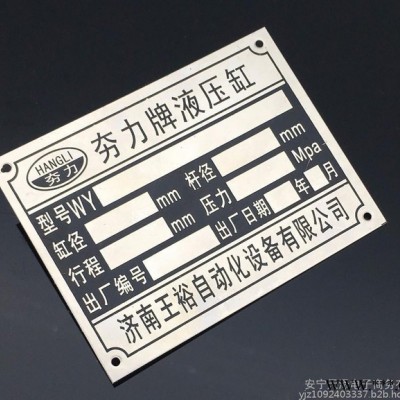 夯力牌液压缸
HANGLI
夯力
型号WY 杆径 mm
缸径 mm 压力 Mpa
行程 mm 出厂日期 年 月
出厂编号
济南王裕自动化设备有限公司
yjz1092403337.b2b.hc